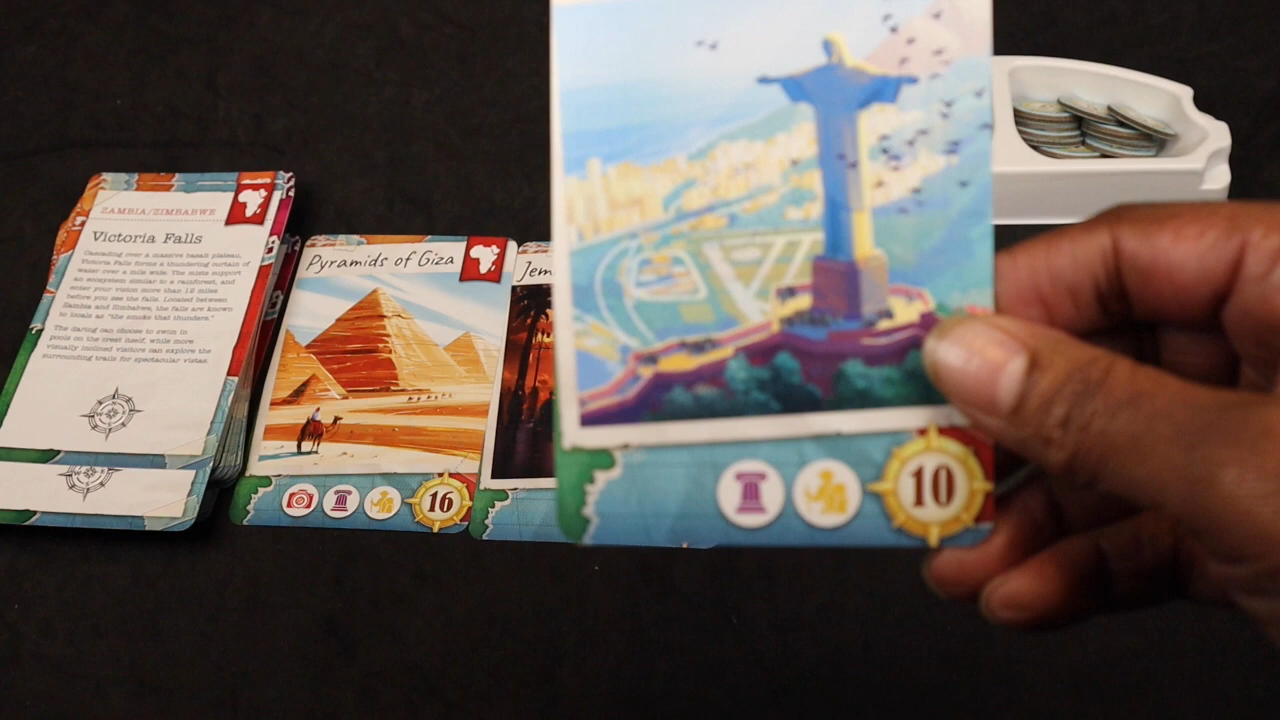 ZAMBIA/ZIMBABWE
Victoria Falls
Cascading over a massive basalt plateau,
Victoria Falls forms a thundering curtain of
water over a mile wide. The mists support
an ecosystem similar to a rainforest, and
enter your vision more than 12 miles
before you see the falls. Located between
Zambia and Zimbabwe, the falls are known
to locals as "the smoke that thunders."
The daring can choose to swim in
pools on the crest itself, while more
visually inclined visitors can explore the
surrounding trails for spectacular vistas.
Pyramids of Giza
16
Jem
10